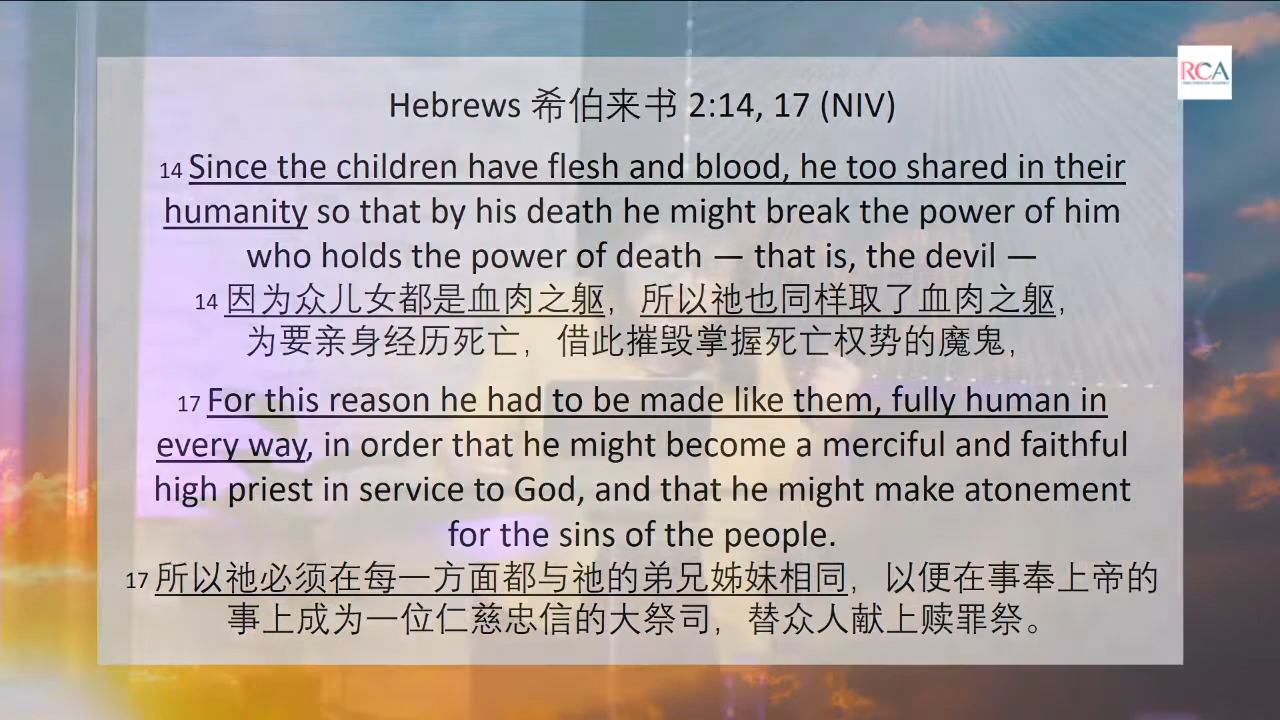 RCA
Hebrews 希伯来书 2:14, 17 (NIV)
14 Since the children have flesh and blood, he too shared in their
humanity so that by his death he might break the power of him
who holds the power of death — that is, the devil —
14 因为众儿女都是血肉之躯，所以祂也同样取了血肉之躯，
为要亲身经历死亡，借此摧毁掌握死亡权势的魔鬼，
17 For this reason he had to be made like them, fully human in
every way, in order that he might become a merciful and faithful
high priest in service to God, and that he might make atonement
for the sins of the people.
17 所以祂必须在每一方面都与祂的弟兄姊妹相同，以便在事奉上帝的
事上成为一位仁慈忠信的大祭司，替众人献上赎罪祭。